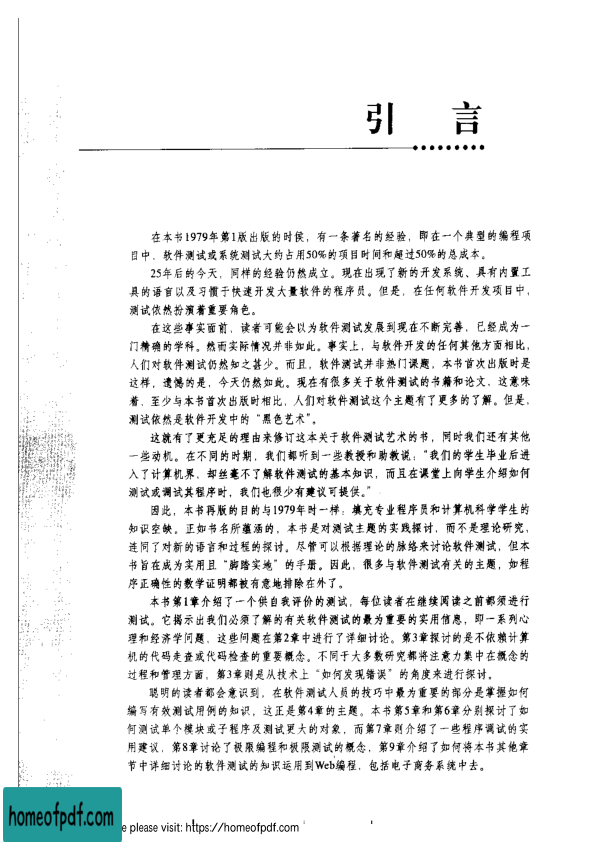 引 言
在本书1979年第1版出版的时侯，有一条著名的经验，即在一个典型的编程项
目中，软件测试或系统测试大约占用50%的项目时间和超过50%的总成本。
25年后的今天，同样的经验仍然成立。现在出现了新的开发系统、具有内置工
具的语言以及习惯于快速开发大量软件的程序员。但是，在任何软件开发项目中，
测试依然扮演着重要角色。
在这些事实面前，读者可能会以为软件测试发展到现在不断完善，已经成为一
门精确的学科。然而实际情况并非如此。事实上，与软件开发的任何其他方面相比，
人们对软件测试仍然知之甚少。而且，软件测试并非热门课题，本书首次出版时是
这样，遗憾的是，今天仍然如此。现在有很多关于软件测试的书籍和论文，这意味
着，至少与本书首次出版时相比，人们对软件测试这个主题有了更多的了解。但是，
测试依然是软件开发中的“黑色艺术”。
这就有了更充足的理由来修订这本关于软件测试艺术的书，同时我们还有其他
一些动机。在不同的时期，我们都听到一些教授和助教说：“我们的学生毕业后进
入了计算机界，却丝毫不了解软件测试的基本知识，而且在课堂上向学生介绍如何
测试或调试其程序时，我们也很少有建议可提供。”
因此，本书再版的目的与1979年时一样：填充专业程序员和计算机科学学生的
知识空缺。正如书名所蕴涵的，本书是对测试主题的实践探讨，而不是理论研究，
连同了对新的语言和过程的探讨。尽管可以根据理论的脉络来讨论软件测试，但本
书旨在成为实用且“脚踏实地”的手册。因此，很多与软件测试有关的主题，如程
序正确性的数学证明都被有意地排除在外了。
本书第1章介绍了一个供自我评价的测试，每位读者在继续阅读之前都须进行
测试。它揭示出我们必须了解的有关软件测试的最为重要的实用信息，即一系列心
理和经济学问题，这些问题在第2章中进行了详细讨论。第3章探讨的是不依赖计算
机的代码走查或代码检查的重要概念。不同于大多数研究都将注意力集中在概念的
过程和管理方面，第3章则是从技术上“如何发现错误”的角度来进行探讨。
聪明的读者都会意识到，在软件测试人员的技巧中最为重要的部分是掌握如何
编写有效测试用例的知识，这正是第4章的主题。本书第5章和第6章分别探讨了如
何测试单个模块或子程序及测试更大的对象，而第7章则介绍了一些程序调试的实
用建议，第8章讨论了极限编程和极限测试的概念，第9章介绍了如何将本书其他章
节中详细讨论的软件测试的知识运用到Web编程，包括电子商务系统中去。
homeofpdf.com
e please visit: https://homeofpdf.com